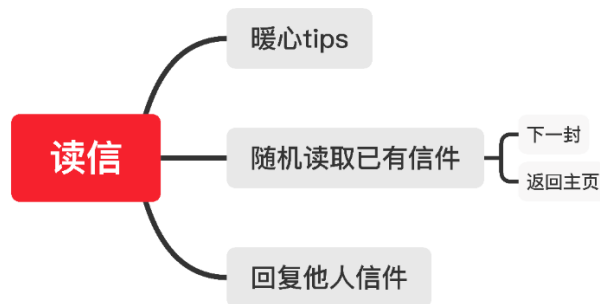 读信
暖心tips
随机读取已有信件
下一封
返回主页
回复他人信件